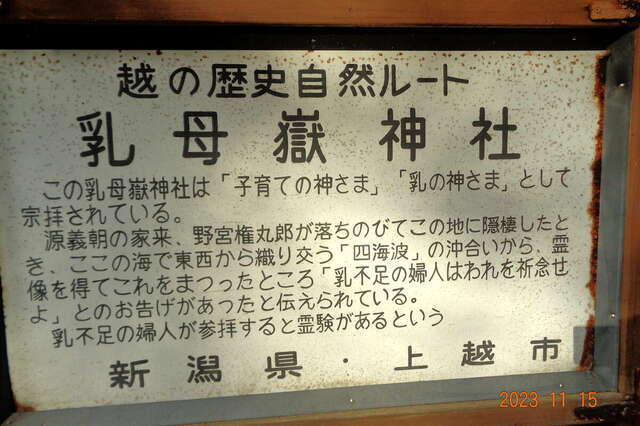 越の歴史自然ルート
乳母嶽神社
この乳母嶽神社は「子育ての神さま」「乳の神さま」として
宗拝されている。
源義朝の家来、野宮権九郎が落ちのびてこの地に隠棲したと
き、ここの海で東西から織り交う「四海波」の沖合いから、霊
像を得てこれをまつったところ「乳不足の婦人はわれを祈念せ
よ」とのお告げがあったと伝えられている。
乳不足の婦人が参拝すると霊験があるという
新潟県・上越市
2023 11 15